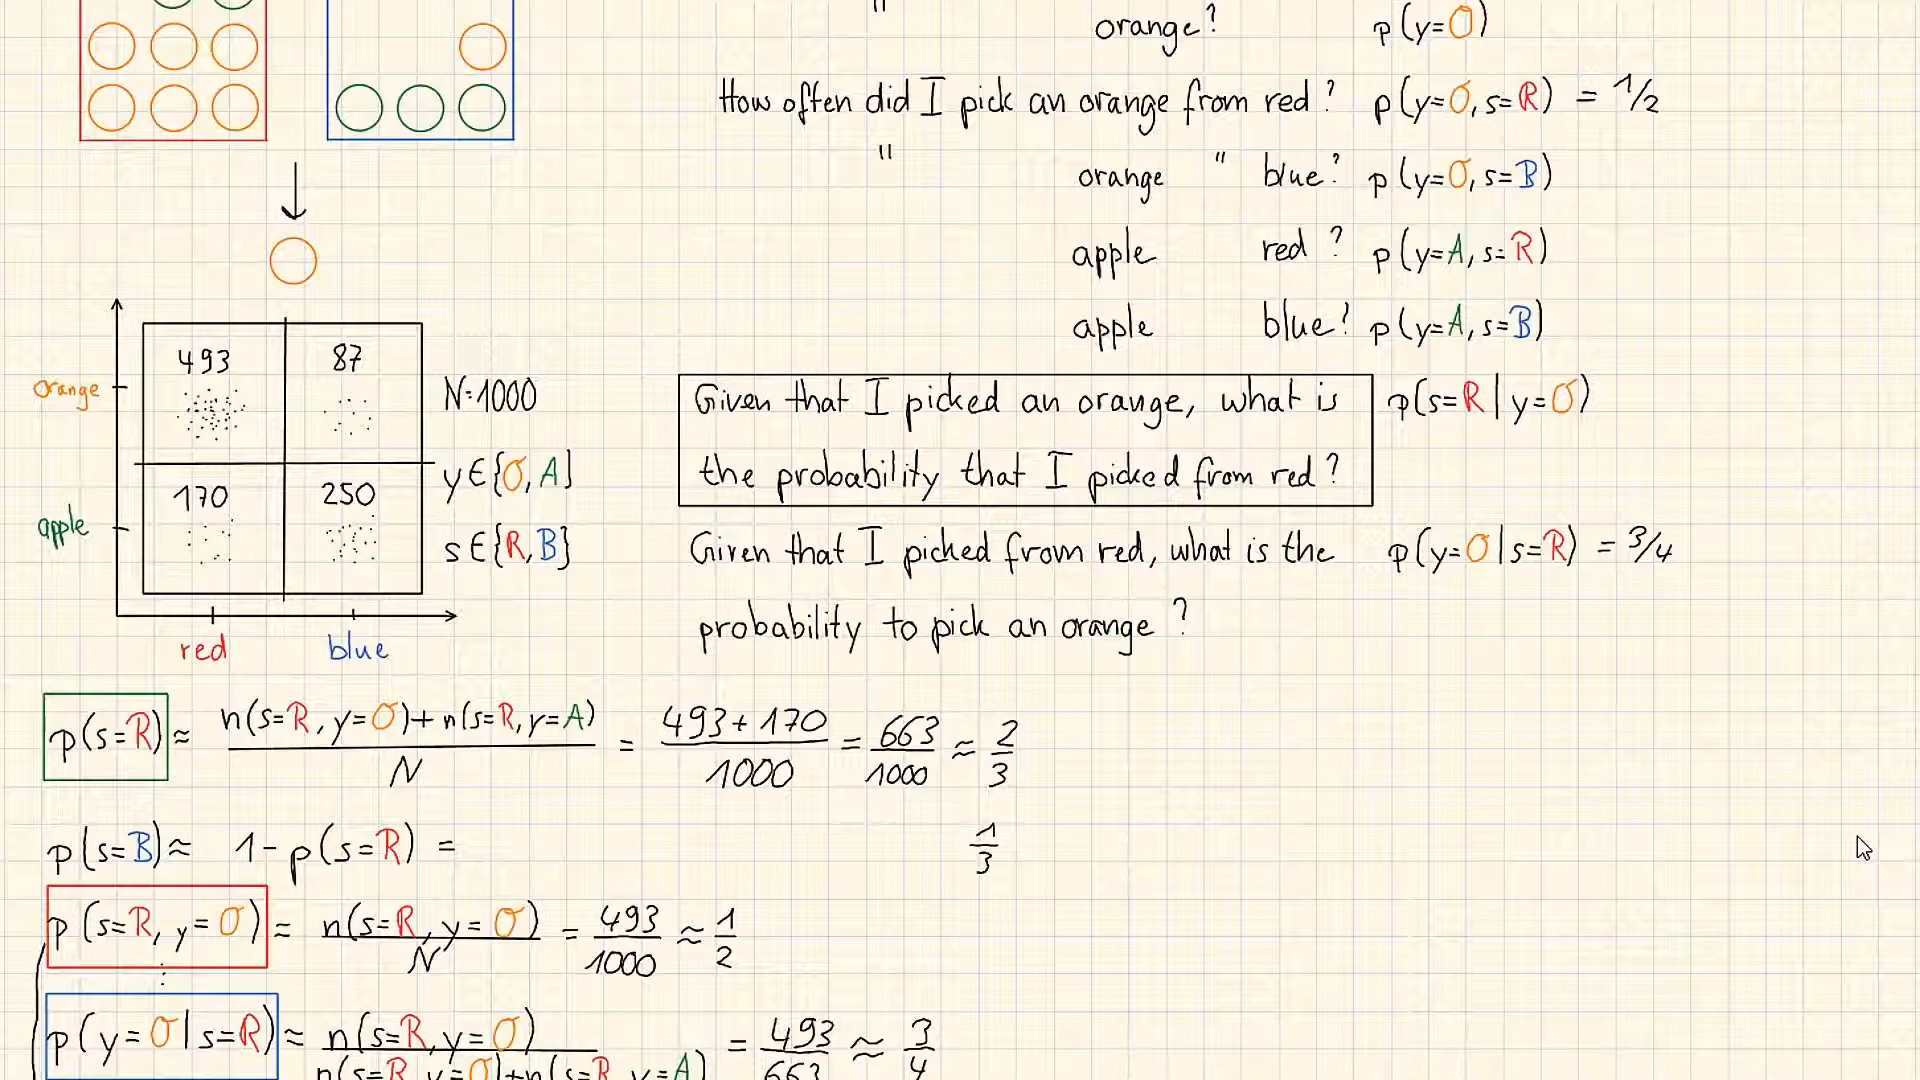 "
orange? p(y=O)
How often did I pick an orange from red? p(y=O, s=R) = 1/2
" orange " blue? p(y=O, s=B)
apple red? p(y=A, s=R)
apple blue? p(y=A, s=B)
493 87
orange
N=1000
170 250
y∈{O, A}
apple
s∈{R, B}
red blue
Given that I picked an orange, what is p(s=R | y=O)
the probability that I picked from red?
Given that I picked from red, what is the p(y=O | s=R) = 3/4
probability to pick an orange?
p(s=R) ≈ n(s=R, y=O)+n(s=R, y=A) / N = 493+170 / 1000 = 663 / 1000 ≈ 2/3
p(s=B) ≈ 1-p(s=R) = 1/3
p(s=R, y=O) ≈ n(s=R, y=O) / N = 493 / 1000 ≈ 1/2
⋮
p(y=O | s=R) ≈ n(s=R, y=O) / n(s=R, y=O)+n(s=R, y=A) = 493 / 663 ≈ 3/4